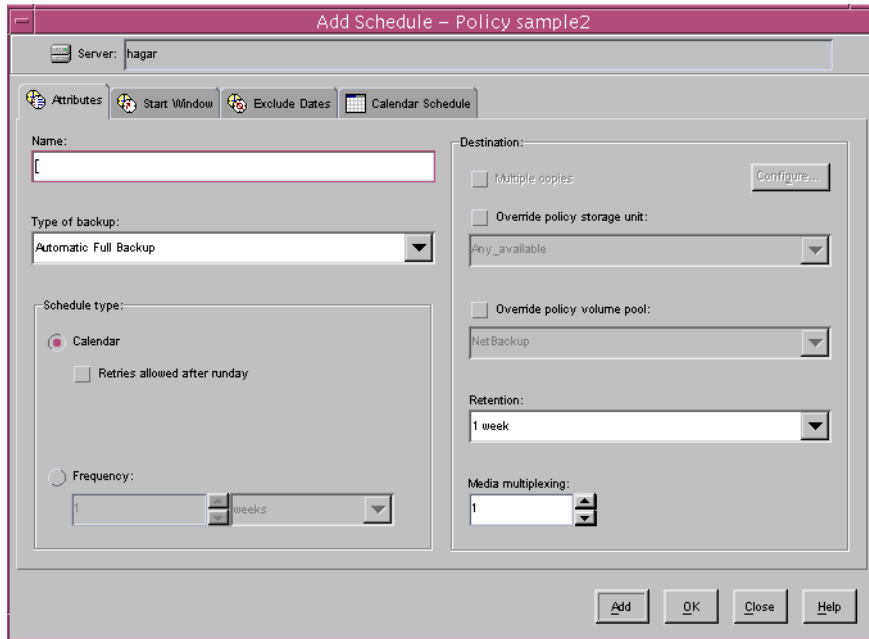 Add Schedule – Policy sample2
Server: hagar
Attributes Start Window Exclude Dates Calendar Schedule
Name:
Type of backup:
Automatic Full Backup
Schedule type:
Calendar
Retries allowed after runday
Frequency:
1 weeks
Destination:
Multiple copies Configure...
Override policy storage unit:
Any_available
Override policy volume pool:
NetBackup
Retention:
1 week
Media multiplexing:
1
Add OK Close Help